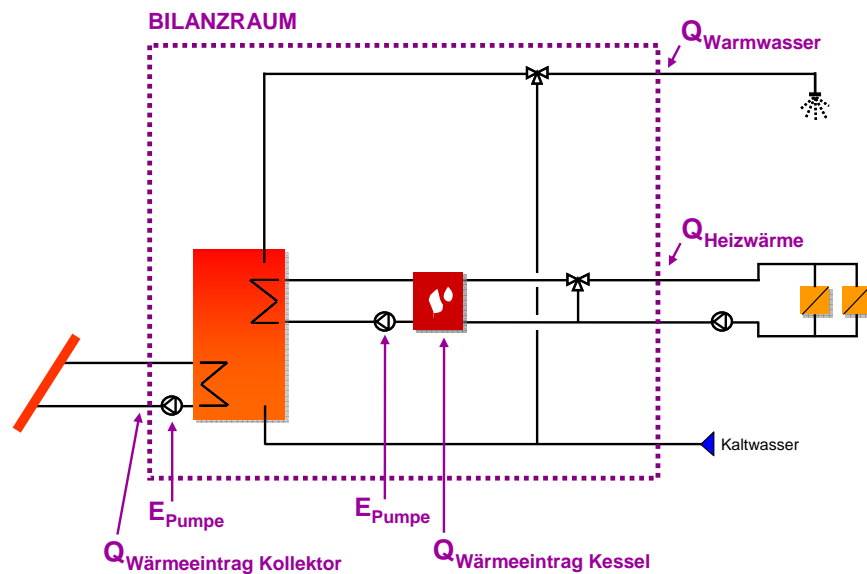 BILANZRAUM
QWarmwasser
QHeizwärme
Kaltwasser
EPumpe
EPumpe
QWärmeeintrag Kollektor
QWärmeeintrag Kessel